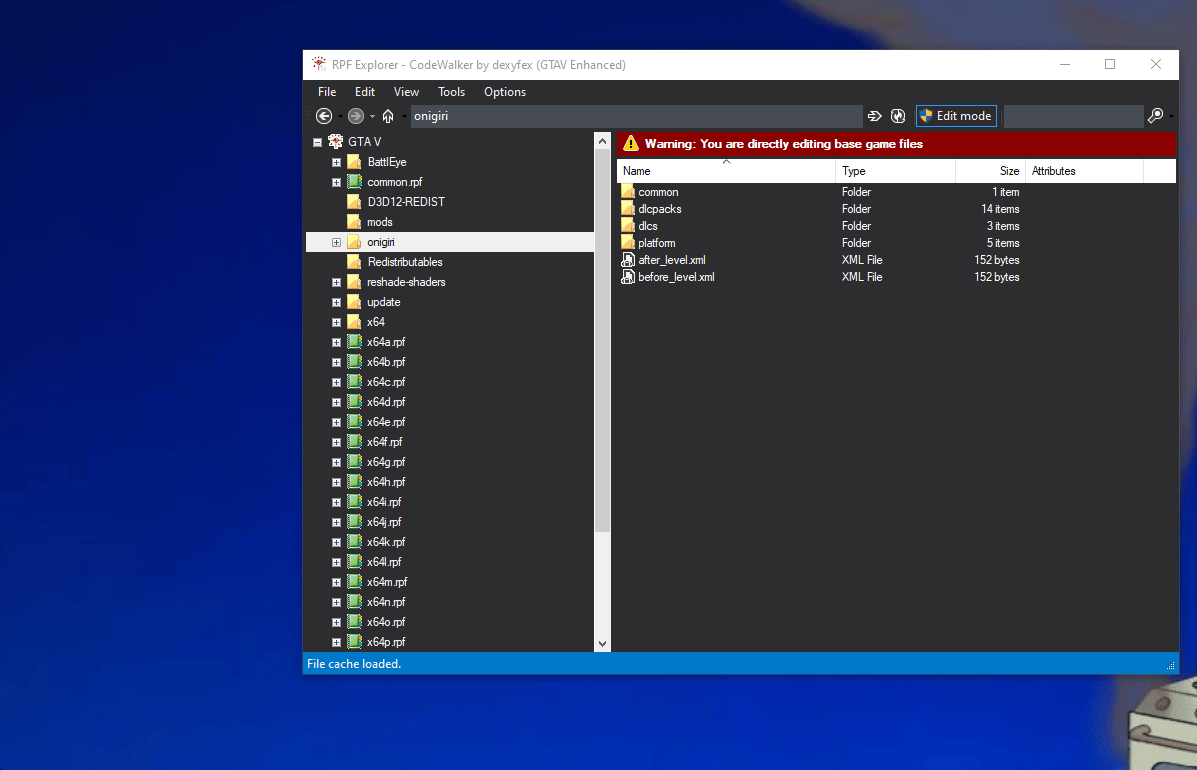 RPF Explorer - CodeWalker by dexyfex (GTAV Enhanced)
File Edit View Tools Options
onigiri
Edit mode
GTA V
BattlEye
common.rpf
D3D12-REDIST
mods
onigiri
Redistributables
reshade-shaders
update
x64
x64a.rpf
x64b.rpf
x64c.rpf
x64d.rpf
x64e.rpf
x64f.rpf
x64g.rpf
x64h.rpf
x64i.rpf
x64j.rpf
x64k.rpf
x64l.rpf
x64m.rpf
x64n.rpf
x64o.rpf
x64p.rpf
Warning: You are directly editing base game files
Name Type Size Attributes
common Folder 1 item
dlcpacks Folder 14 items
dlcs Folder 3 items
platform Folder 5 items
after_level.xml XML File 152 bytes
before_level.xml XML File 152 bytes
File cache loaded.